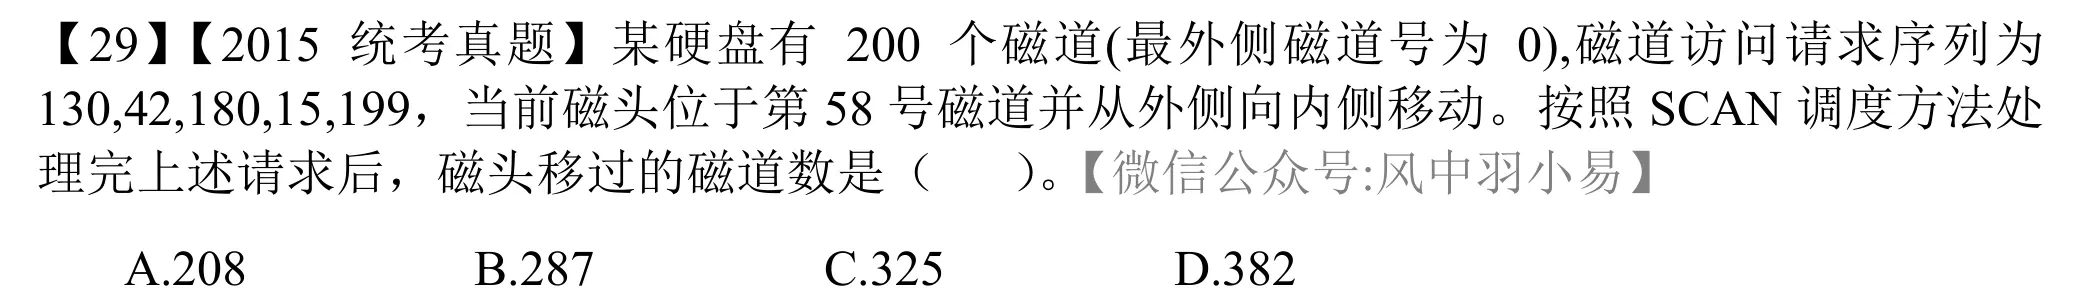 【29】【2015 统考真题】某硬盘有 200 个磁道(最外侧磁道号为 0),磁道访问请求序列为
130,42,180,15,199，当前磁头位于第 58 号磁道并从外侧向内侧移动。按照 SCAN 调度方法处
理完上述请求后，磁头移过的磁道数是（ ）。【微信公众号:风中羽小易】
A.208 B.287 C.325 D.382